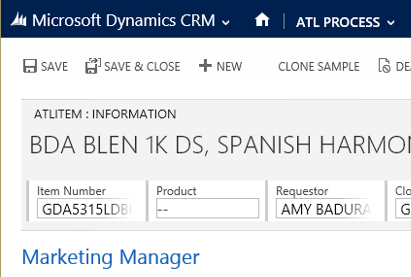 Microsoft Dynamics CRM
ATL PROCESS
SAVE SAVE & CLOSE NEW CLONE SAMPLE
ATLITEM : INFORMATION
BDA BLEN 1K DS, SPANISH HARMON
Item Number Product Requestor Clo
GDA5315LDB -- AMY BADURA G
Marketing Manager